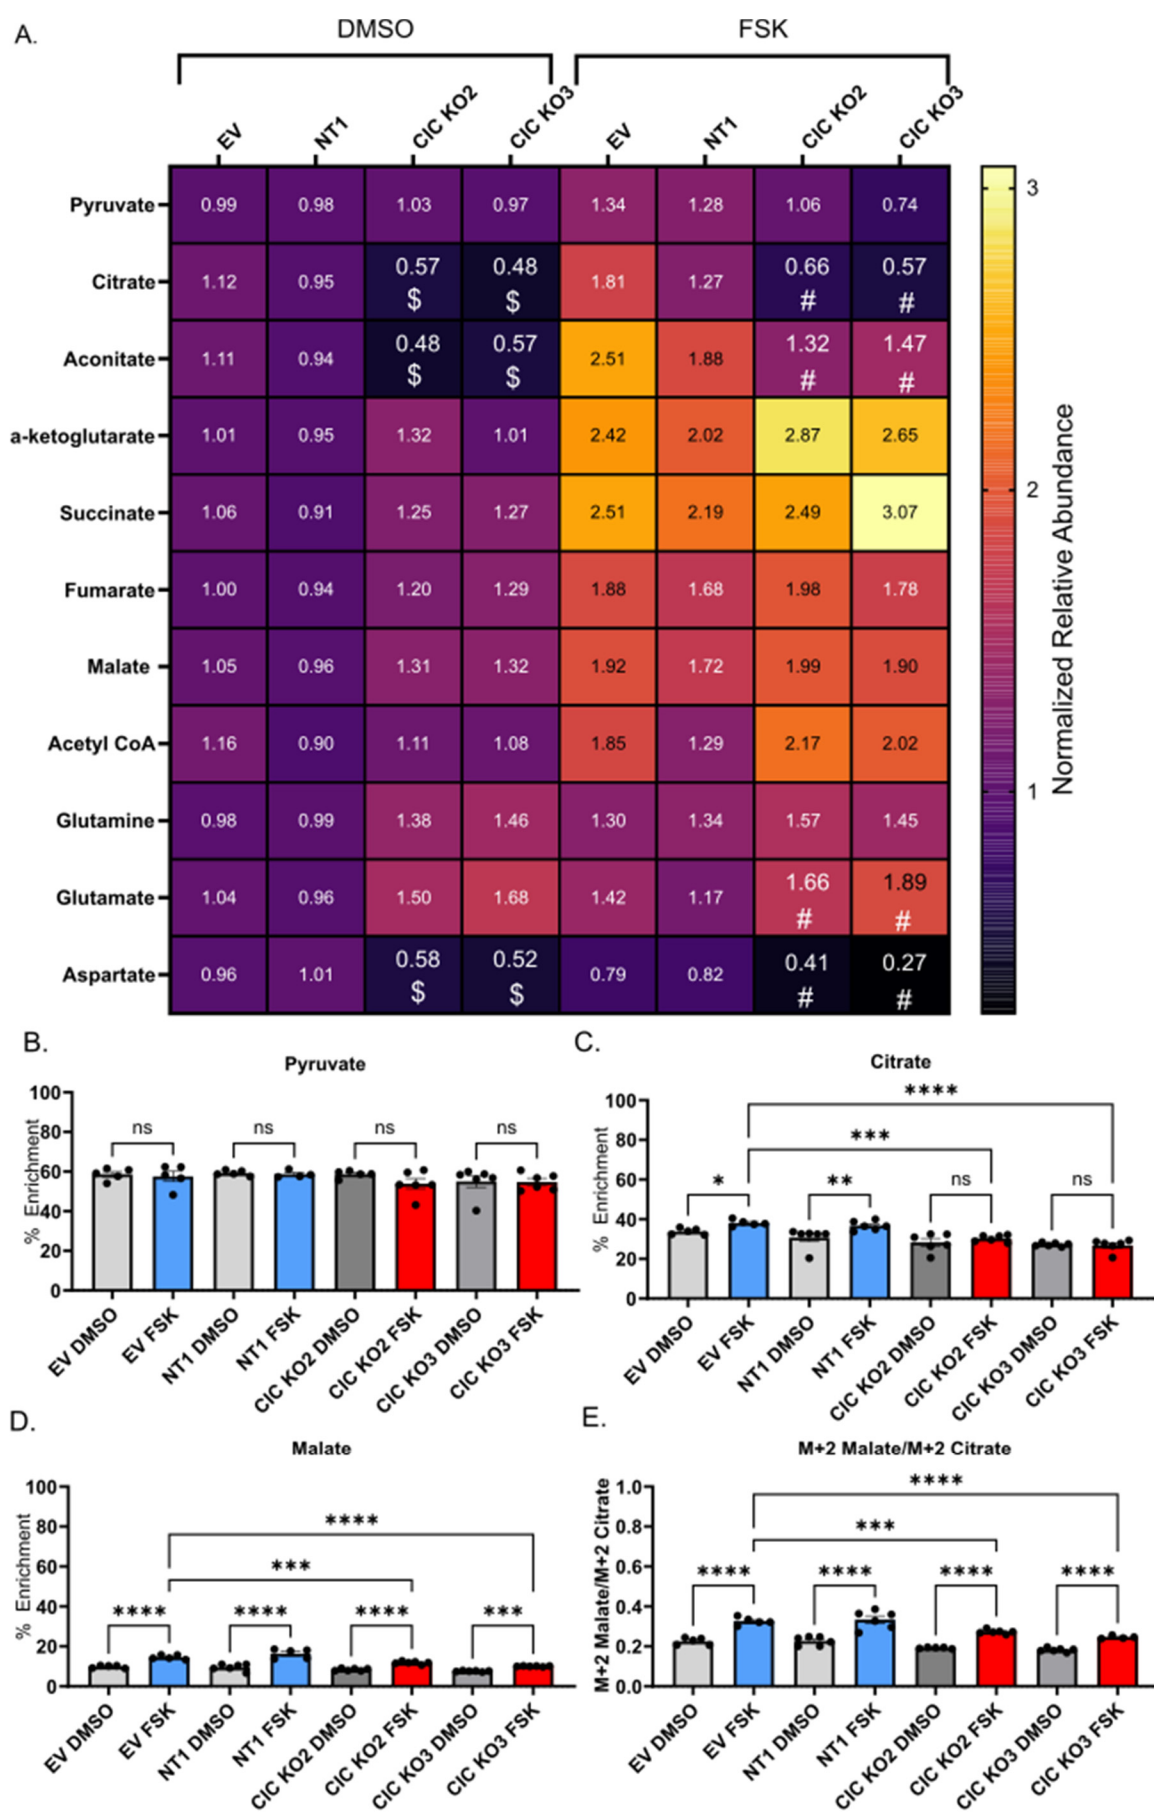 A.
DMSO FSK
EV NT1 CIC KO2 CIC KO3 EV NT1 CIC KO2 CIC KO3
Pyruvate 0.99 0.98 1.03 0.97 1.34 1.28 1.06 0.74
Citrate 1.12 0.95 0.57 $ 0.48 $ 1.81 1.27 0.66 # 0.57 #
Aconitate 1.11 0.94 0.48 $ 0.57 $ 2.51 1.88 1.32 # 1.47 #
a-ketoglutarate 1.01 0.95 1.32 1.01 2.42 2.02 2.87 2.65
Succinate 1.06 0.91 1.25 1.27 2.51 2.19 2.49 3.07
Fumarate 1.00 0.94 1.20 1.29 1.88 1.68 1.98 1.78
Malate 1.05 0.96 1.31 1.32 1.92 1.72 1.99 1.90
Acetyl CoA 1.16 0.90 1.11 1.08 1.85 1.29 2.17 2.02
Glutamine 0.98 0.99 1.38 1.46 1.30 1.34 1.57 1.45
Glutamate 1.04 0.96 1.50 1.68 1.42 1.17 1.66 # 1.89 #
Aspartate 0.96 1.01 0.58 $ 0.52 $ 0.79 0.82 0.41 # 0.27 #
3
2
1
Normalized Relative Abundance
B.
Pyruvate
% Enrichment
100
80
60
40
20
0
ns ns ns ns
EV DMSO EV FSK NT1 DMSO NT1 FSK CIC KO2 DMSO CIC KO2 FSK CIC KO3 DMSO CIC KO3 FSK
C.
Citrate
% Enrichment
100
80
60
40
20
0
****
***
* ** ns ns
EV DMSO EV FSK NT1 DMSO NT1 FSK CIC KO2 DMSO CIC KO2 FSK CIC KO3 DMSO CIC KO3 FSK
D.
Malate
% Enrichment
100
80
60
40
20
0
****
***
**** **** **** ***
EV DMSO EV FSK NT1 DMSO NT1 FSK CIC KO2 DMSO CIC KO2 FSK CIC KO3 DMSO CIC KO3 FSK
E.
M+2 Malate/M+2 Citrate
M+2 Malate/M+2 Citrate
1.0
0.8
0.6
0.4
0.2
0.0
****
***
**** **** **** ****
EV DMSO EV FSK NT1 DMSO NT1 FSK CIC KO2 DMSO CIC KO2 FSK CIC KO3 DMSO CIC KO3 FSK